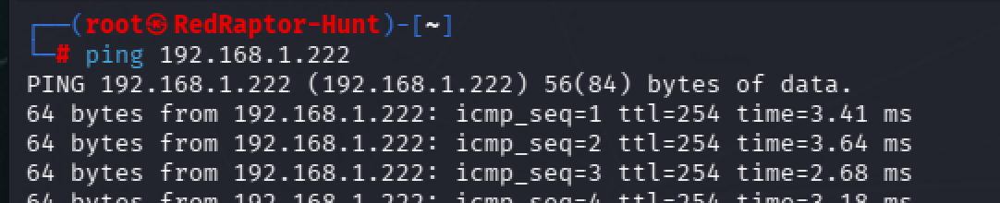 ┌──(root㉿RedRaptor-Hunt)-[~]
└─# ping 192.168.1.222
PING 192.168.1.222 (192.168.1.222) 56(84) bytes of data.
64 bytes from 192.168.1.222: icmp_seq=1 ttl=254 time=3.41 ms
64 bytes from 192.168.1.222: icmp_seq=2 ttl=254 time=3.64 ms
64 bytes from 192.168.1.222: icmp_seq=3 ttl=254 time=2.68 ms
64 bytes from 192.168.1.222: icmp_seq=4 ttl=254 time=3.18 ms